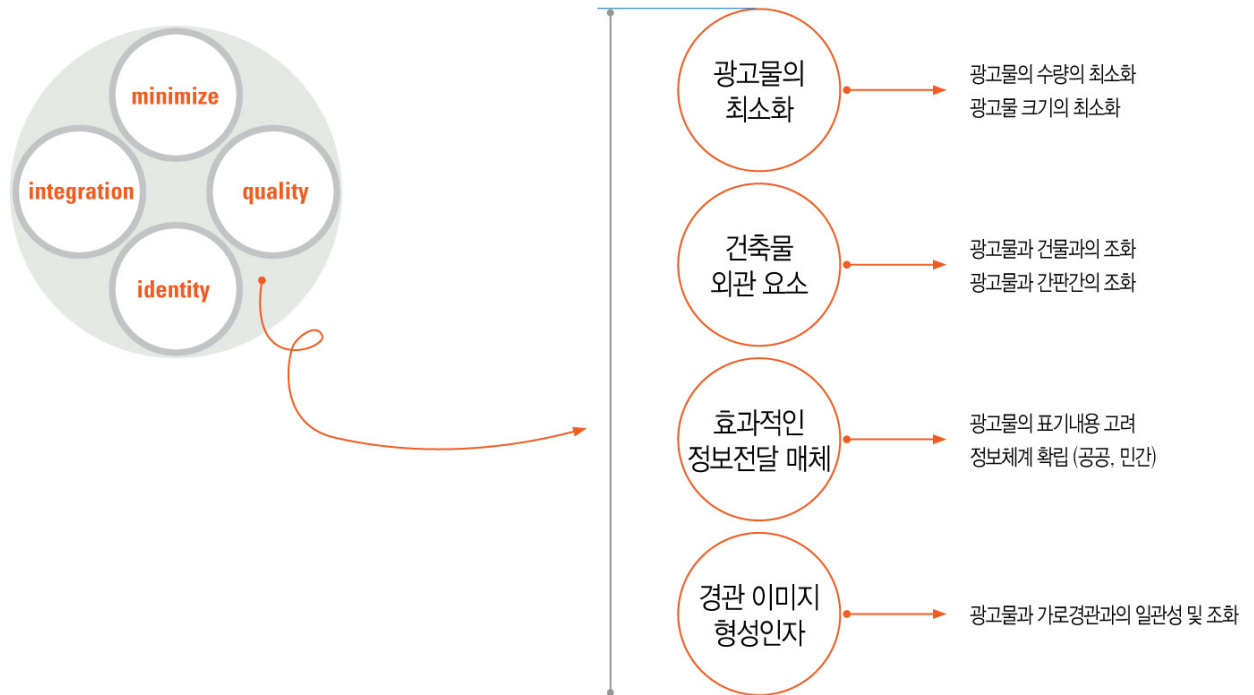 minimize
integration
quality
identity
광고물의
최소화
광고물의 수량의 최소화
광고물 크기의 최소화
건축물
외관 요소
광고물과 건물과의 조화
광고물과 간판간의 조화
효과적인
정보전달 매체
광고물의 표기내용 고려
정보체계 확립 (공공, 민간)
경관 이미지
형성인자
광고물과 가로경관과의 일관성 및 조화